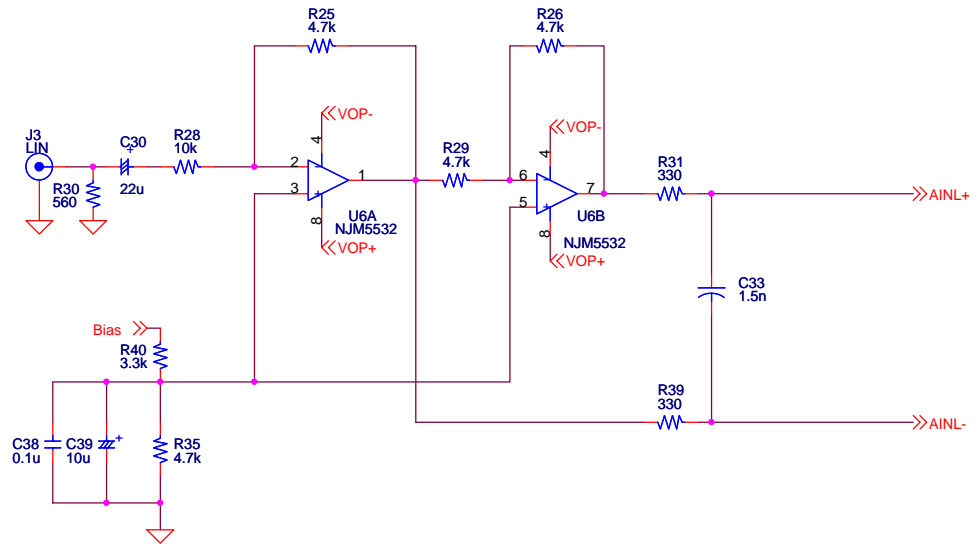 R25
4.7k
R26
4.7k
VOP-
4
VOP-
4
J3
LIN
C30
+
22u
R28
10k
R30
560
2
3
1
8
U6A
NJM5532
VOP+
R29
4.7k
6
5
7
8
U6B
NJM5532
VOP+
R31
330
AINL+
C33
1.5n
Bias
R40
3.3k
R39
330
AINL-
C38
0.1u
C39
10u
+
R35
4.7k